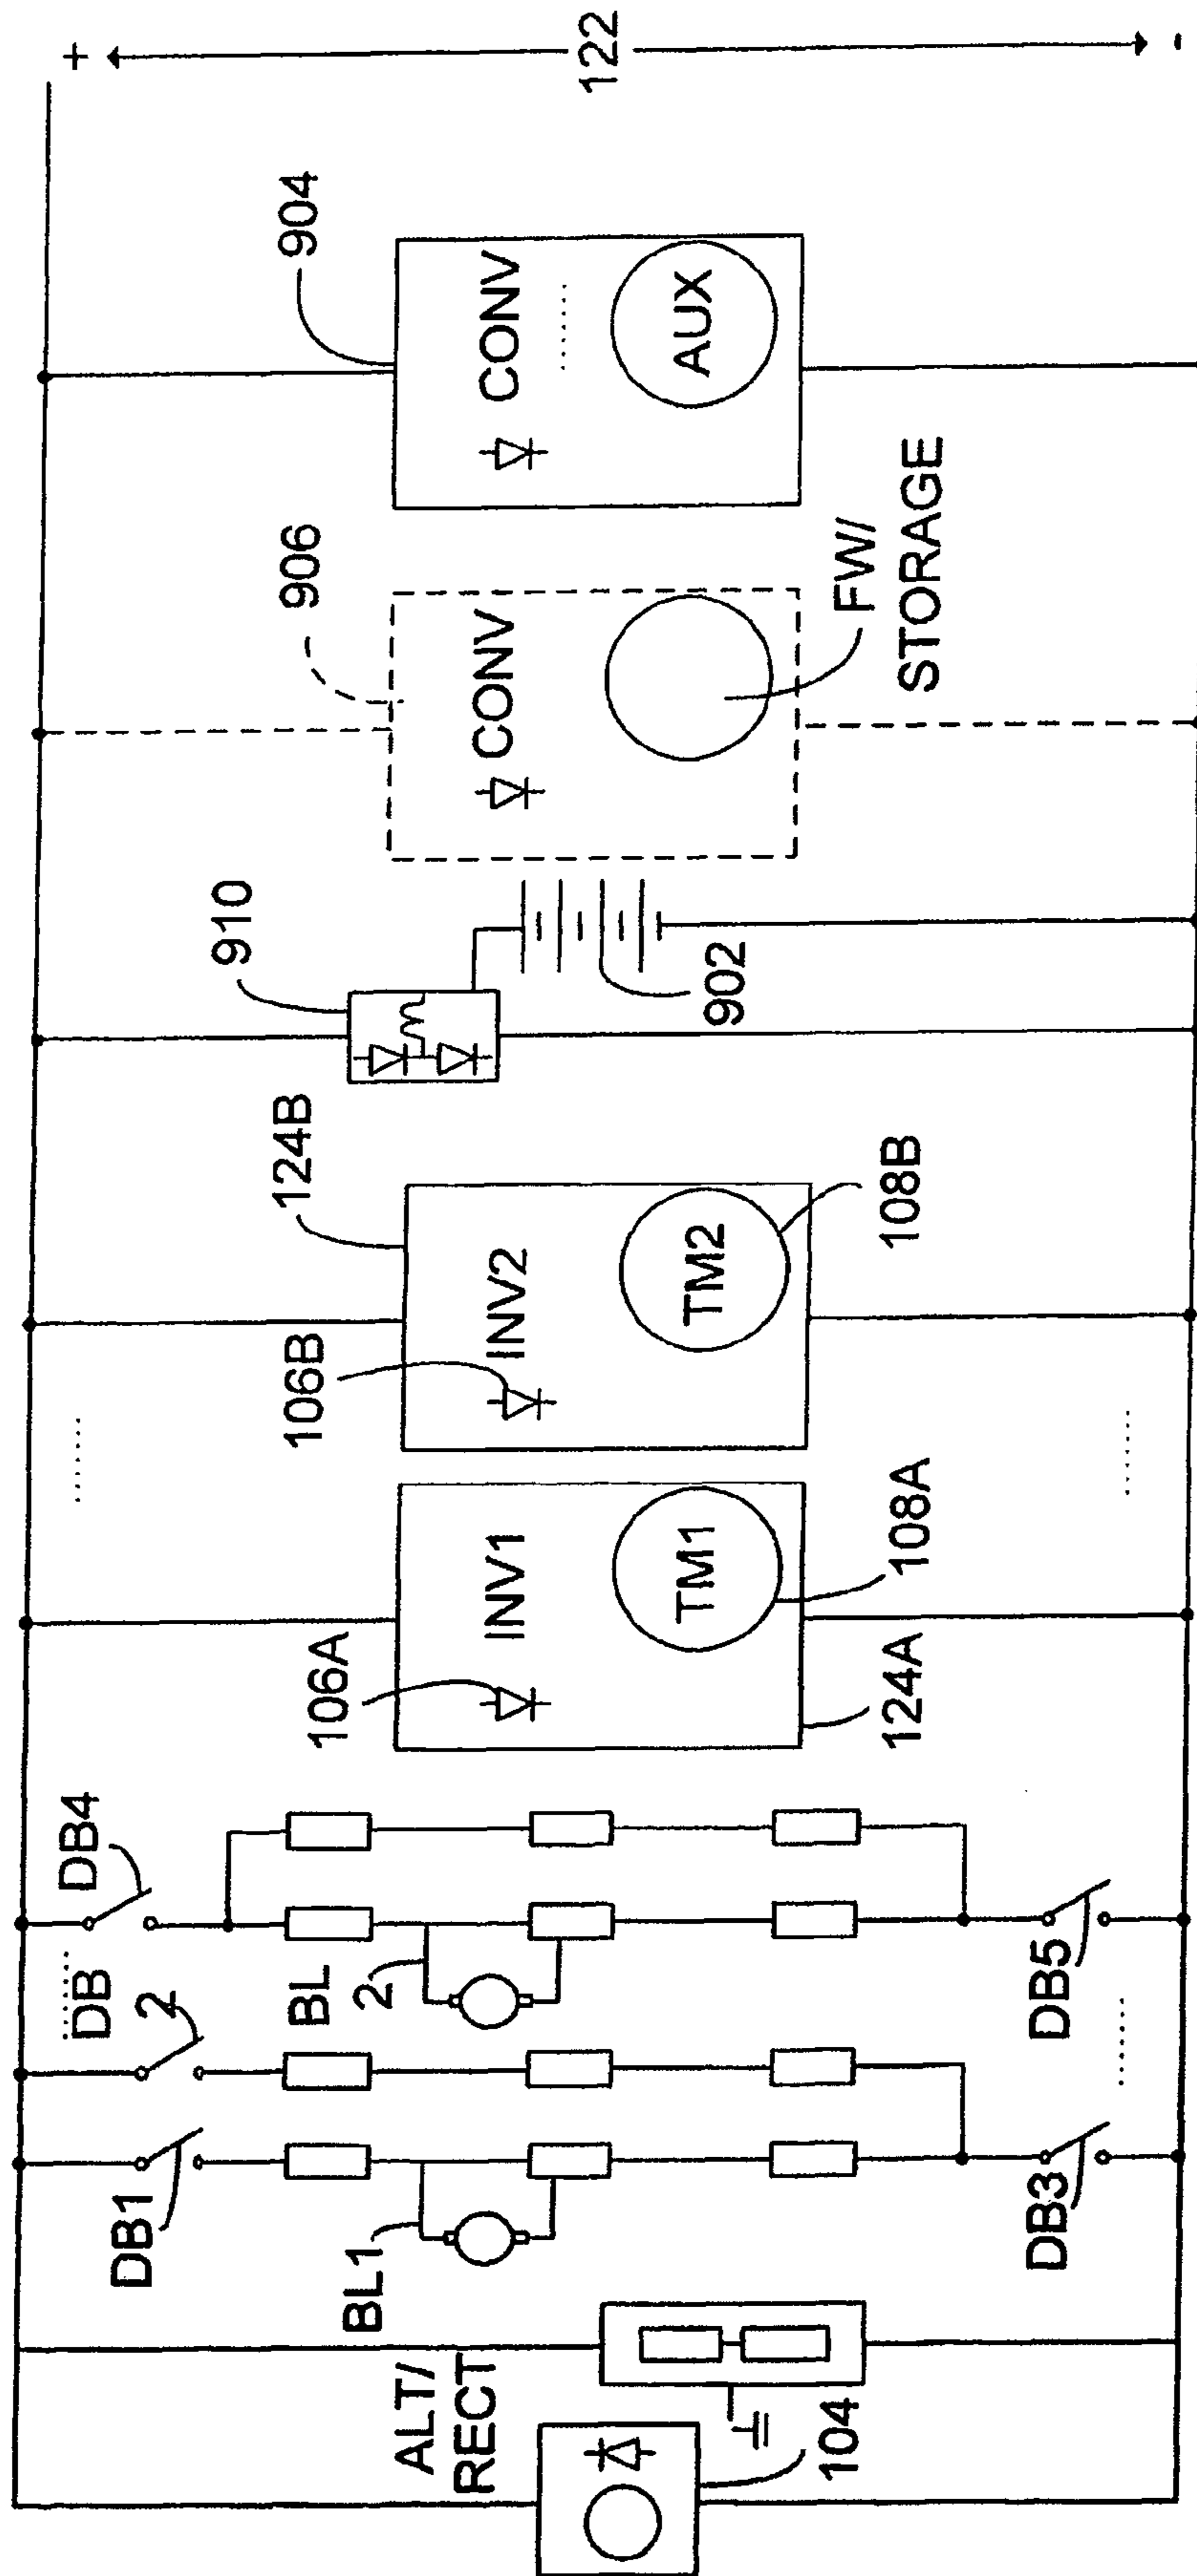 ALT/
RECT
104
DB1
BL1
DB3
DB
2
BL
2
DB4
DB5
106A
INV1
TM1
108A
124A
106B
INV2
TM2
108B
124B
910
902
906
CONV
FW/
STORAGE
904
CONV
AUX
+
122
-